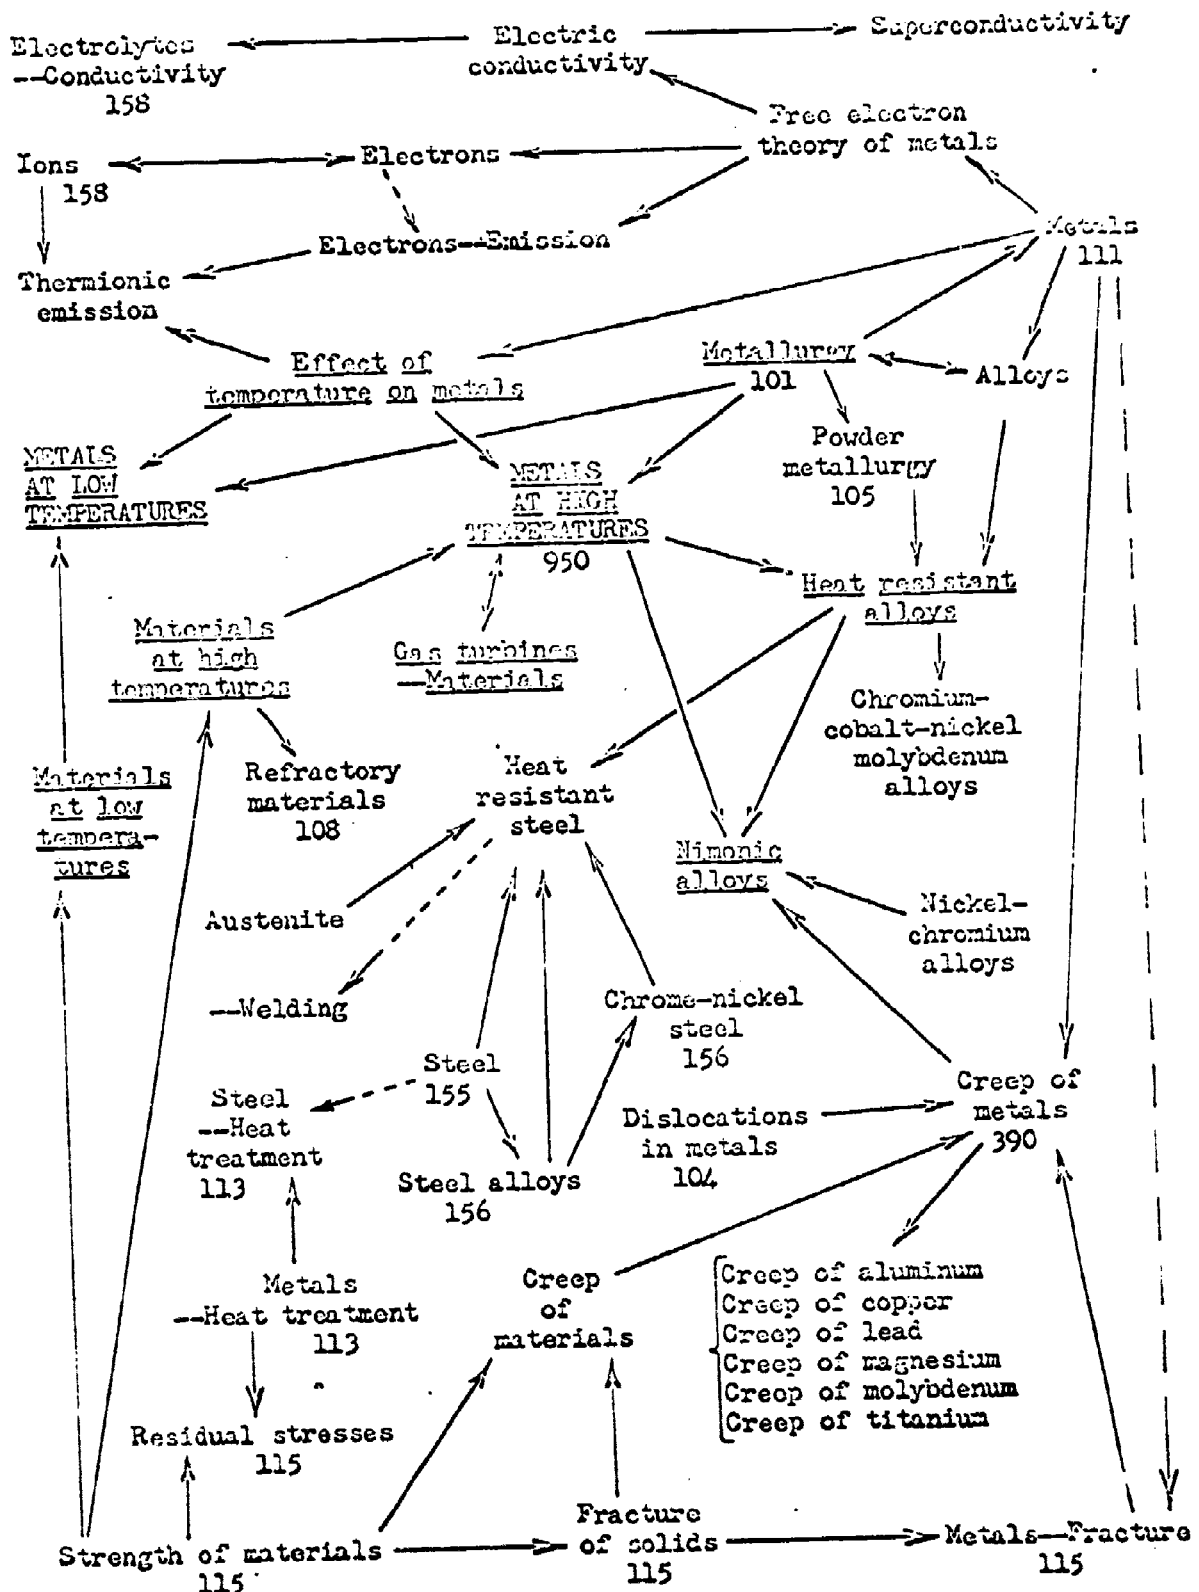 Electrolytes
--Conductivity
158
Electric
conductivity
Superconductivity
Free electron
theory of metals
Ions
158
Electrons
Electrons--Emission
Metals
111
Thermionic
emission
Effect of
temperature on metals
Metallurgy
101
Alloys
Powder
metallurgy
105
METALS
AT LOW
TEMPERATURES
METALS
AT HIGH
TEMPERATURES
950
Heat resistant
alloys
Materials
at high
temperatures
Gas turbines
--Materials
Chromium-
cobalt-nickel
molybdenum
alloys
Materials
at low
tempera-
tures
Refractory
materials
108
Heat
resistant
steel
Nimonic
alloys
Austenite
Nickel-
chromium
alloys
--Welding
Chrome-nickel
steel
156
Steel
155
Steel
--Heat
treatment
113
Creep of
metals
390
Dislocations
in metals
104
Steel alloys
156
Metals
--Heat treatment
113
Creep
of
materials
Creep of aluminum
Creep of copper
Creep of lead
Creep of magnesium
Creep of molybdenum
Creep of titanium
Residual stresses
115
Strength of materials
115
Fracture
of solids
115
Metals--Fracture
115